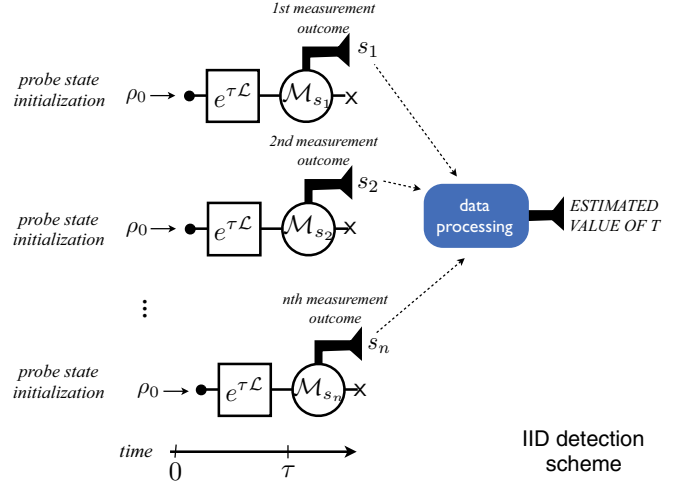 1st measurement
outcome
s₁
probe state
initialization
ρ₀
e^{τℒ}
ℳ_{s₁}
x
2nd measurement
outcome
s₂
probe state
initialization
ρ₀
e^{τℒ}
ℳ_{s₂}
x
data
processing
ESTIMATED
VALUE OF T
...
nth measurement
outcome
sₙ
probe state
initialization
ρ₀
e^{τℒ}
ℳ_{sₙ}
x
time
0
τ
IID detection
scheme